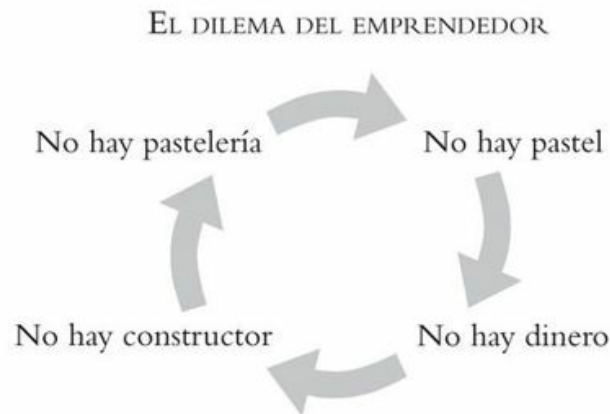 EL DILEMA DEL EMPRENDEDOR
No hay pastelería
No hay pastel
No hay constructor
No hay dinero